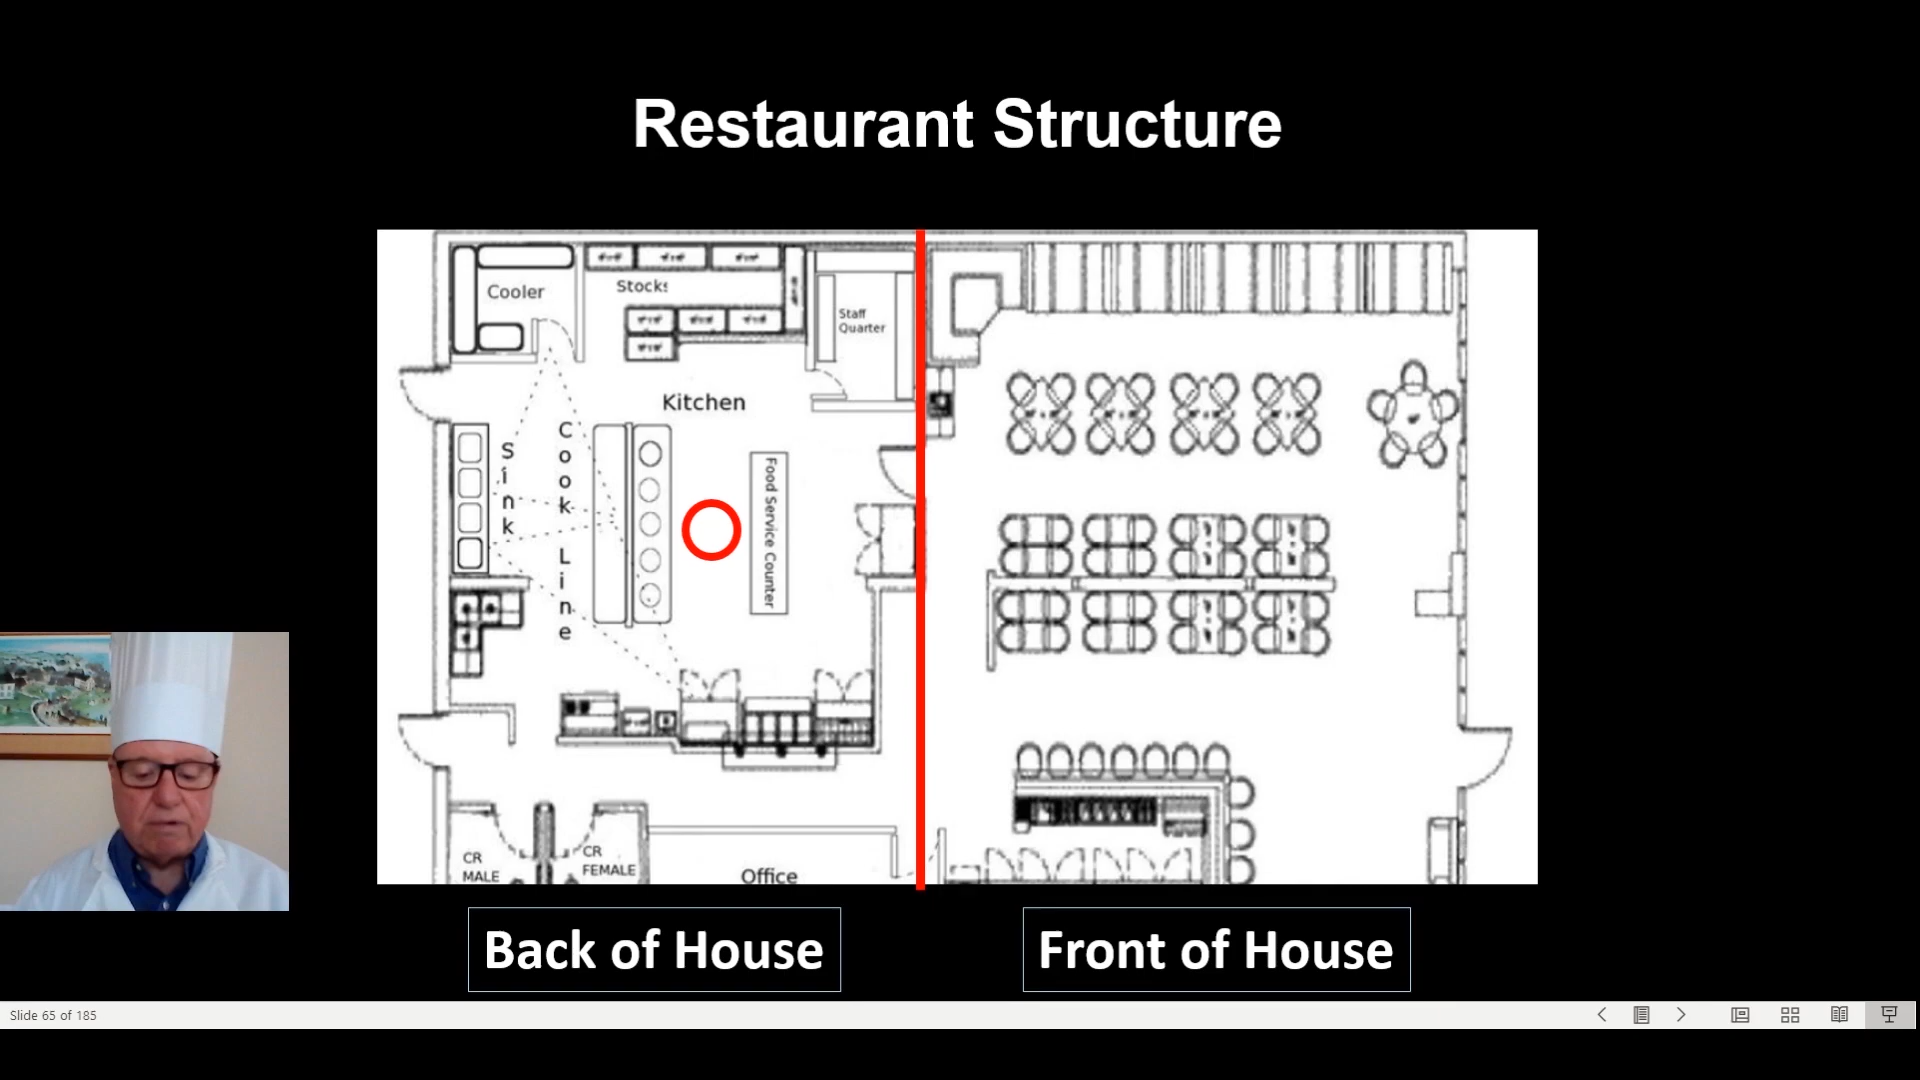 Restaurant Structure
Cooler
Stocks
Staff
Quarter
Kitchen
Sink
Cook Line
Food Service Counter
CR
MALE
CR
FEMALE
Office
Back of House
Front of House
Slide 65 of 185